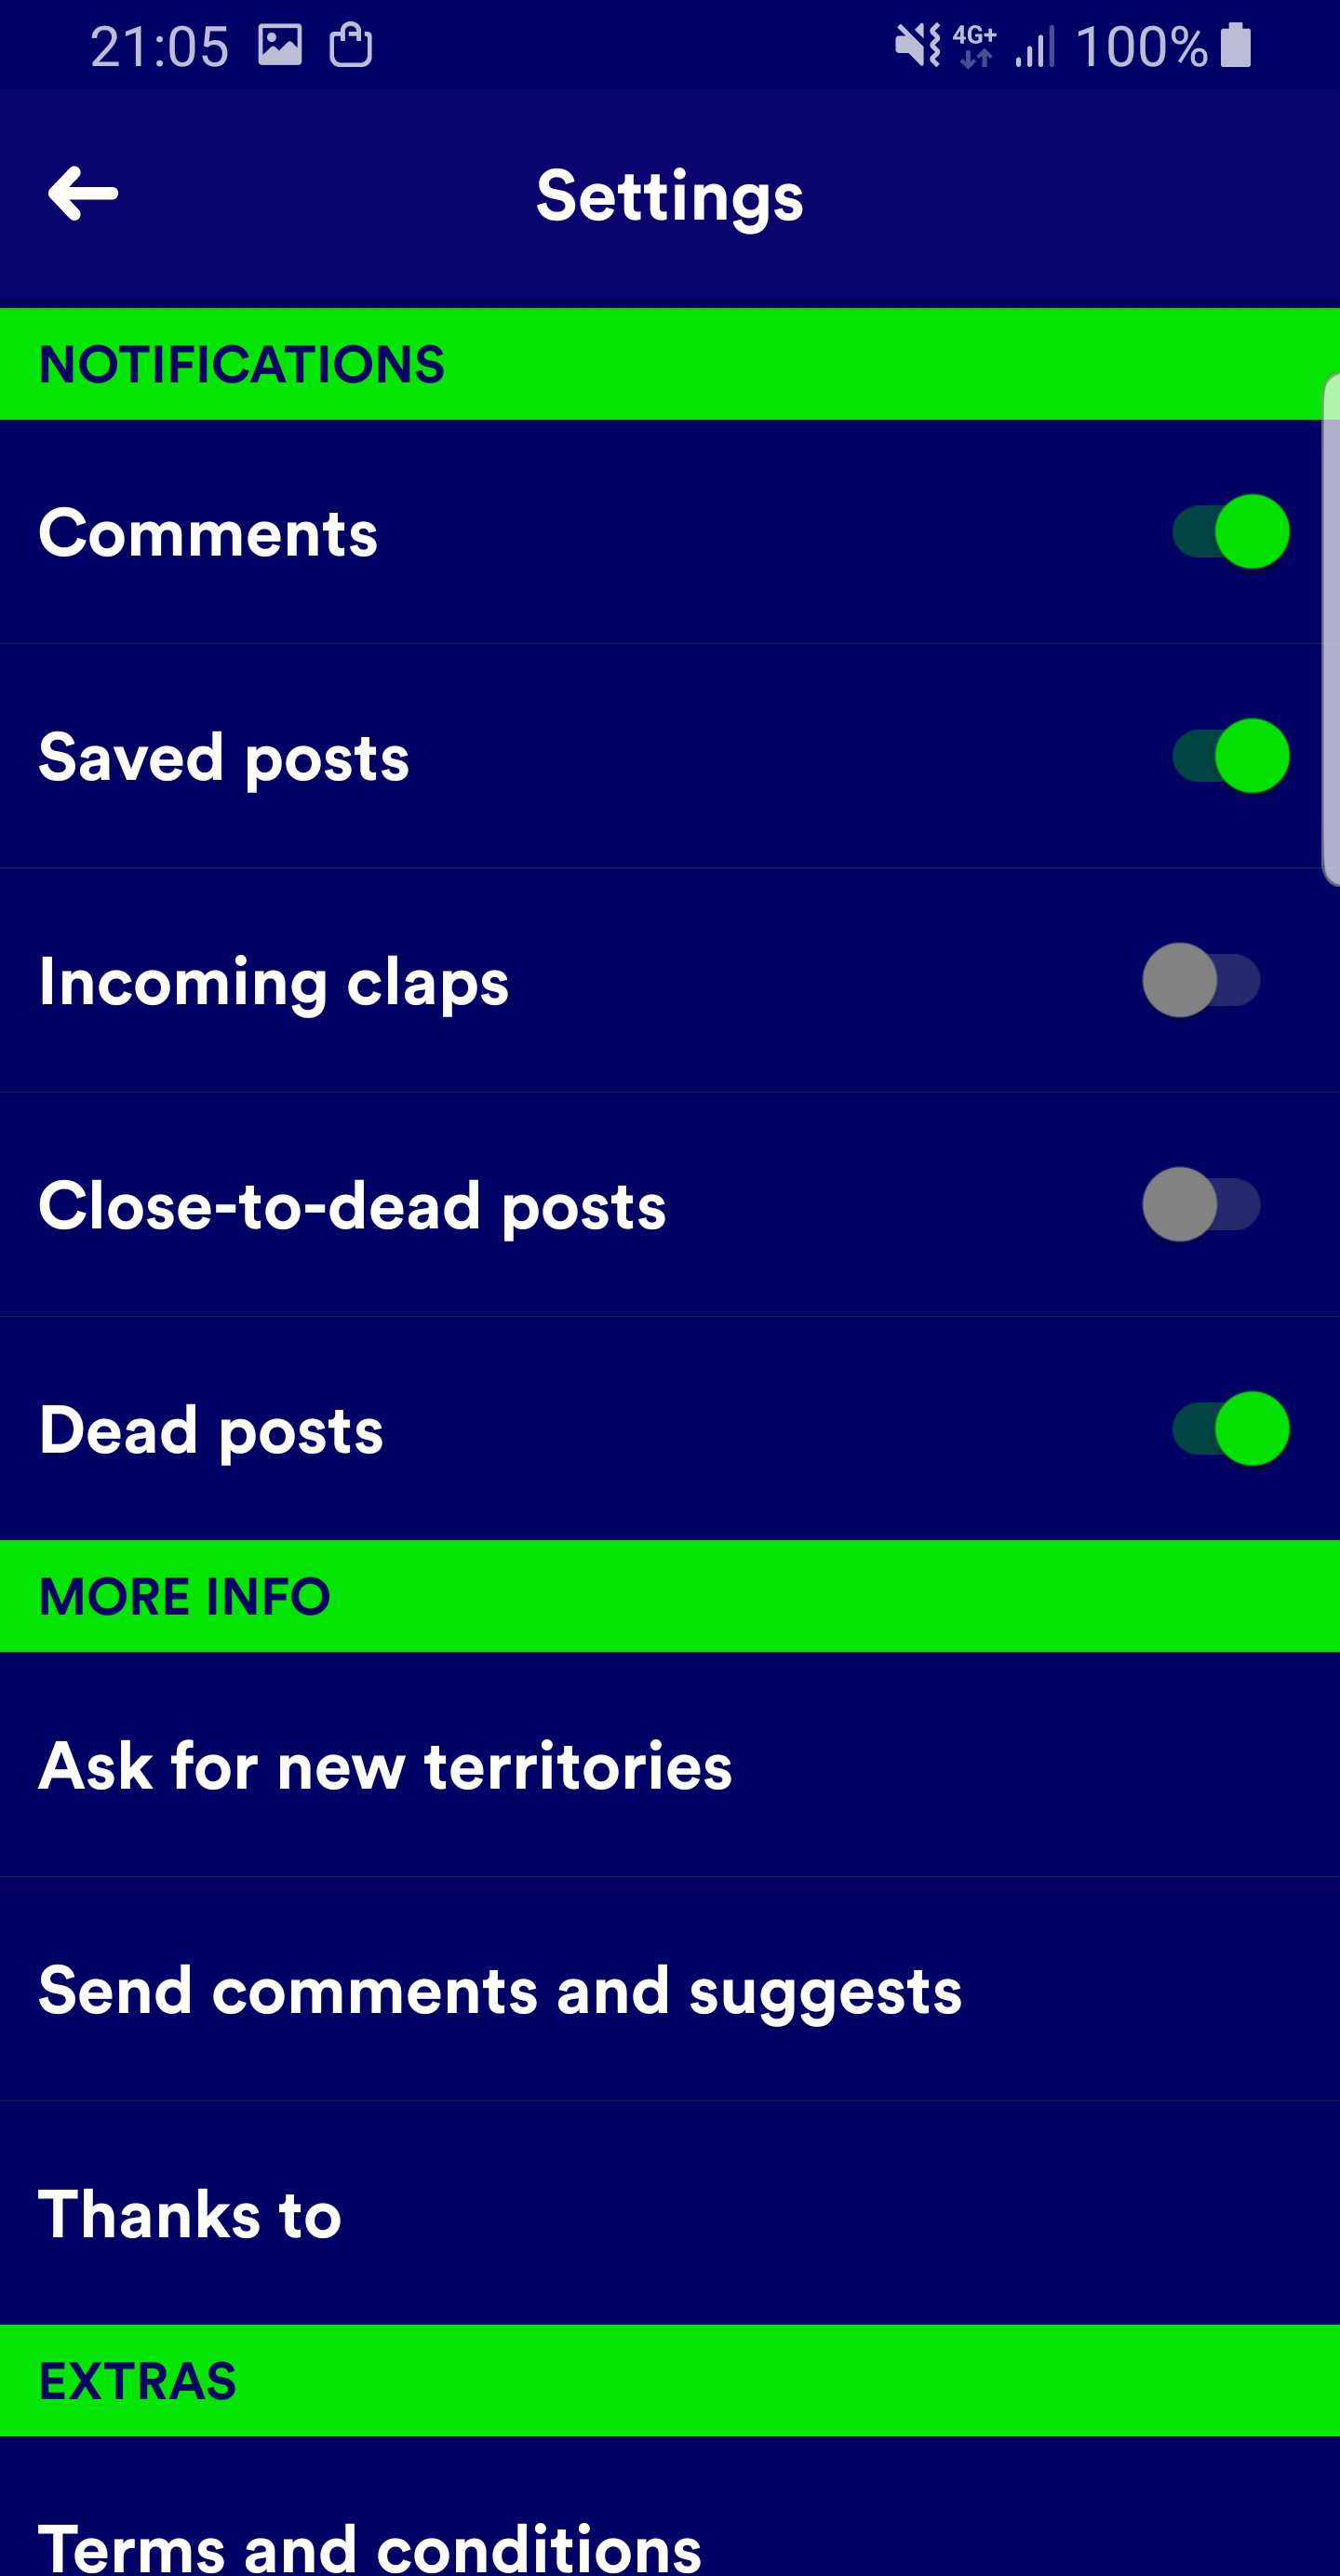 21:05 4G+ 100%
Settings
NOTIFICATIONS
Comments
Saved posts
Incoming claps
Close-to-dead posts
Dead posts
MORE INFO
Ask for new territories
Send comments and suggests
Thanks to
EXTRAS
Terms and conditions